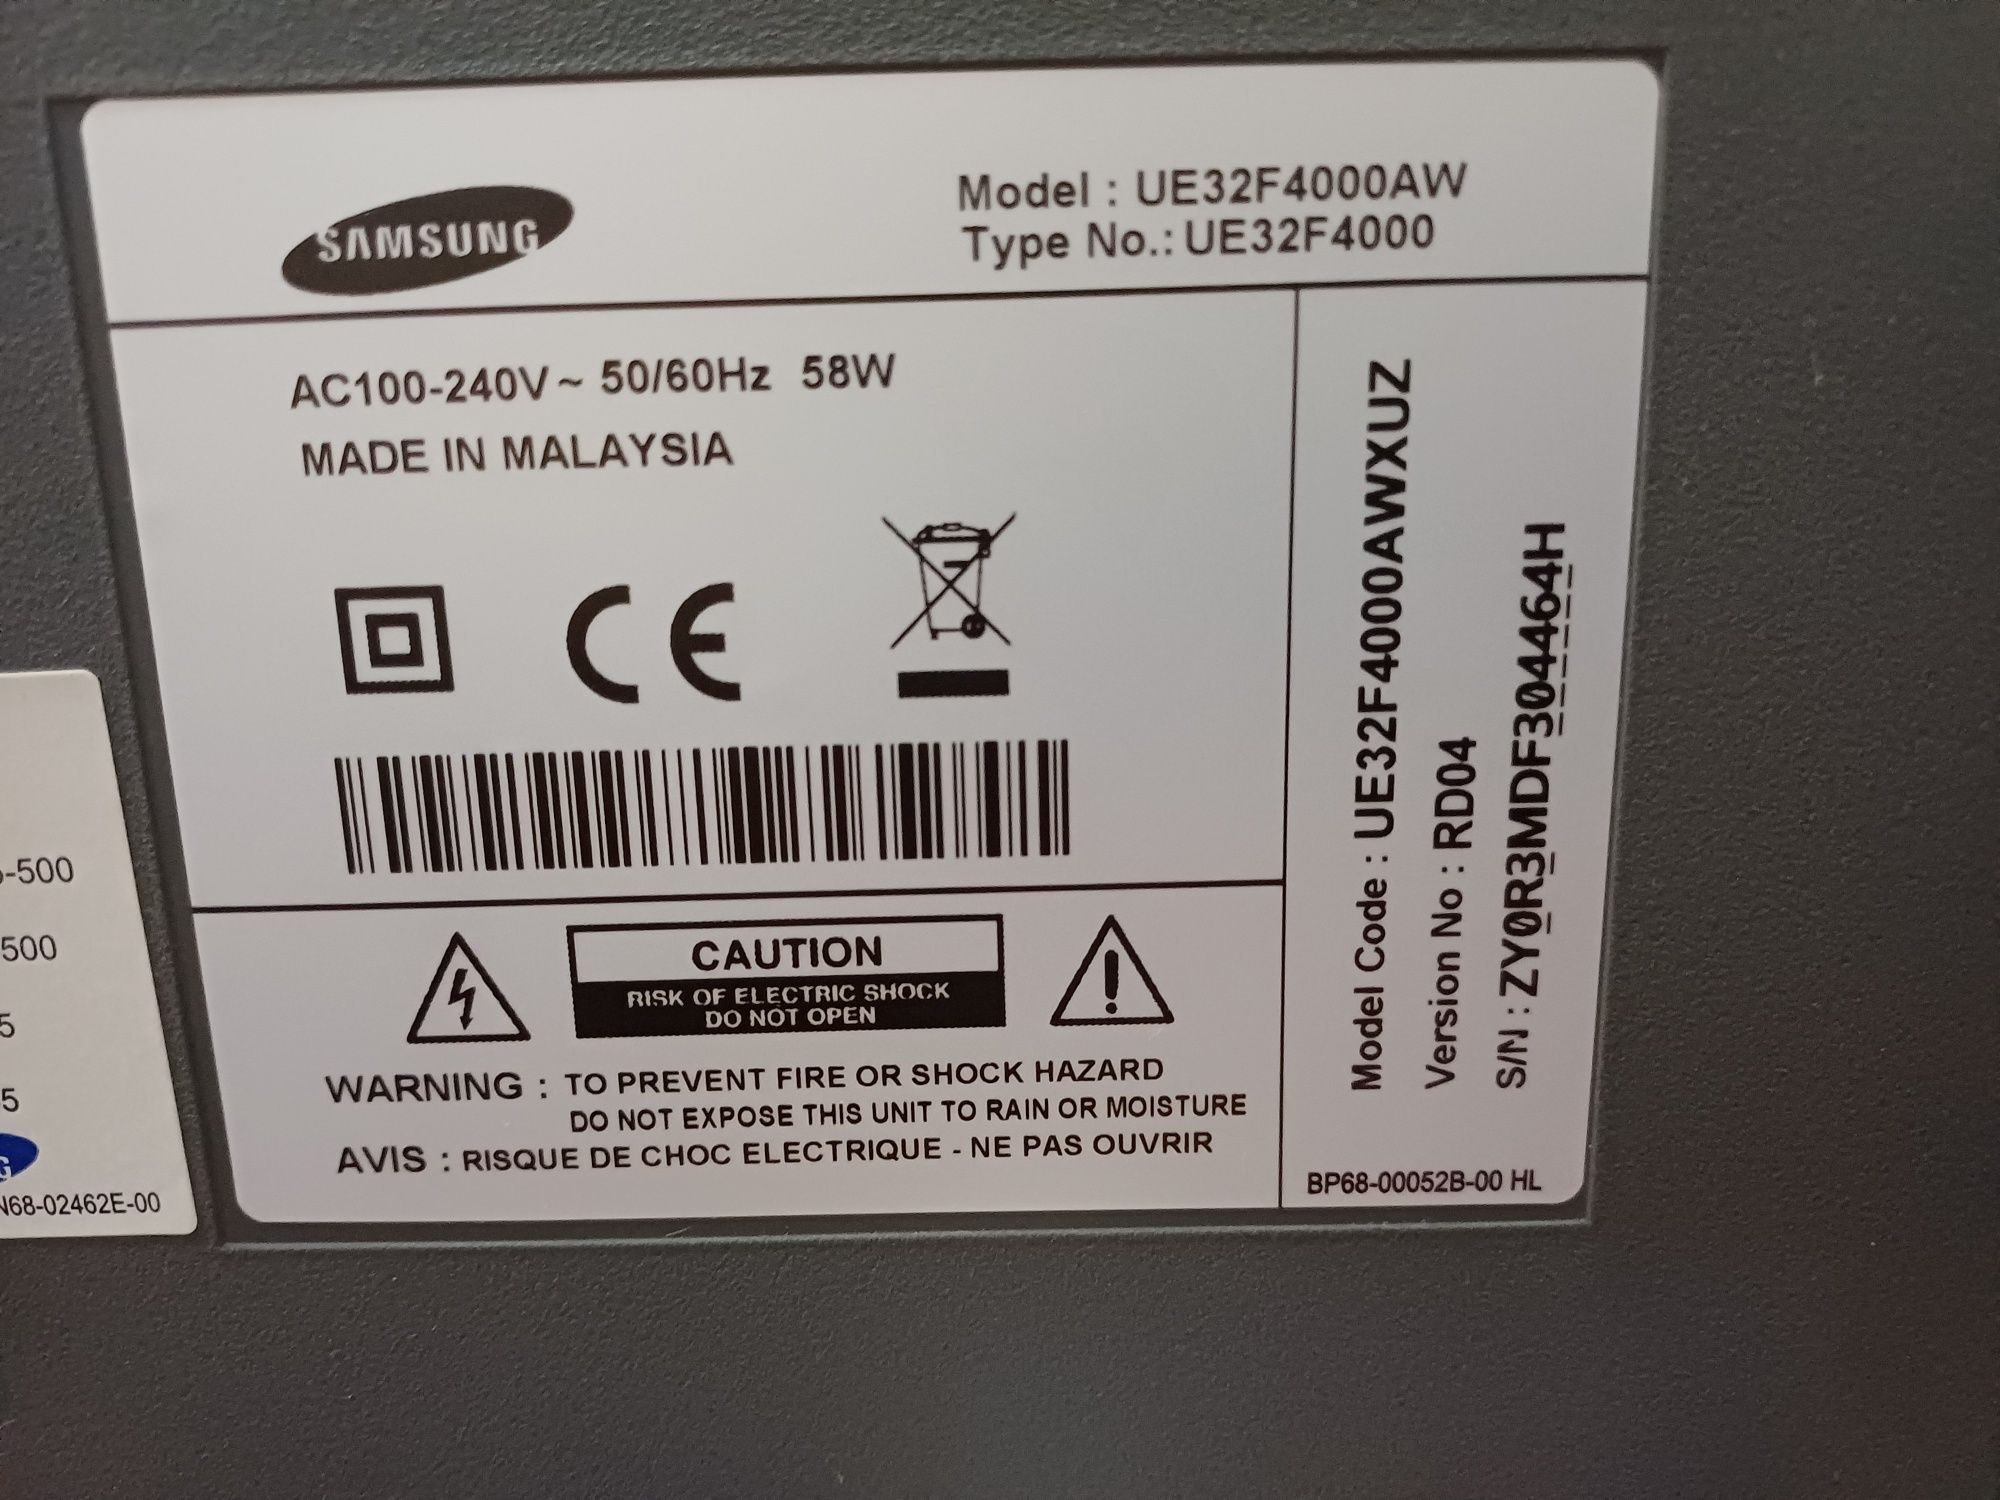 SAMSUNG
Model : UE32F4000AW
Type No.: UE32F4000
AC100-240V~ 50/60Hz 58W
MADE IN MALAYSIA
CE
CAUTION
RISK OF ELECTRIC SHOCK
DO NOT OPEN
WARNING : TO PREVENT FIRE OR SHOCK HAZARD
DO NOT EXPOSE THIS UNIT TO RAIN OR MOISTURE
AVIS : RISQUE DE CHOC ELECTRIQUE - NE PAS OUVRIR
Model Code : UE32F4000AWXUZ
Version No : RD04
S/N : ZY0R3MDF304464H
BP68-00052B-00 HL
-500
500
5
5
G
N68-02462E-00